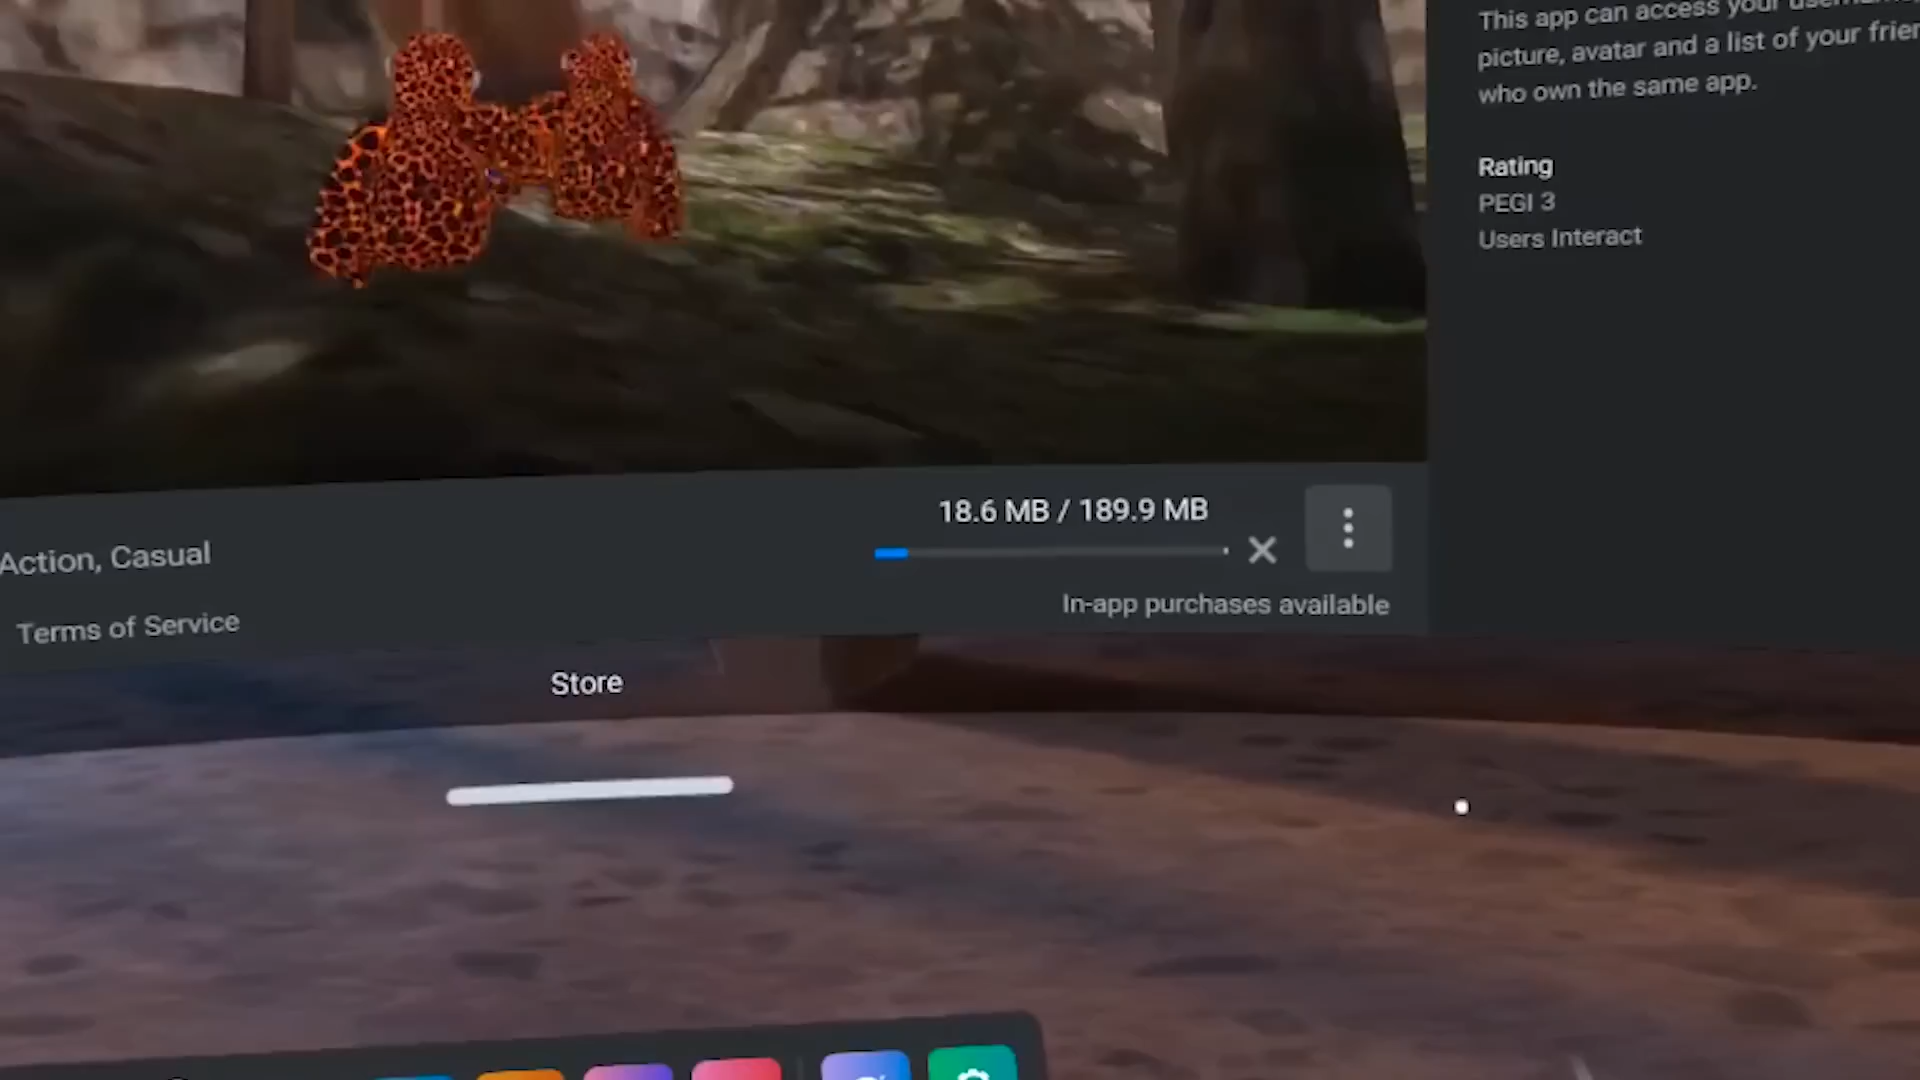 This app can access your
picture, avatar and a list of your
who own the same app.
Rating
PEGI 3
Users Interact
18.6 MB / 189.9 MB
Action, Casual
In-app purchases available
Terms of Service
Store